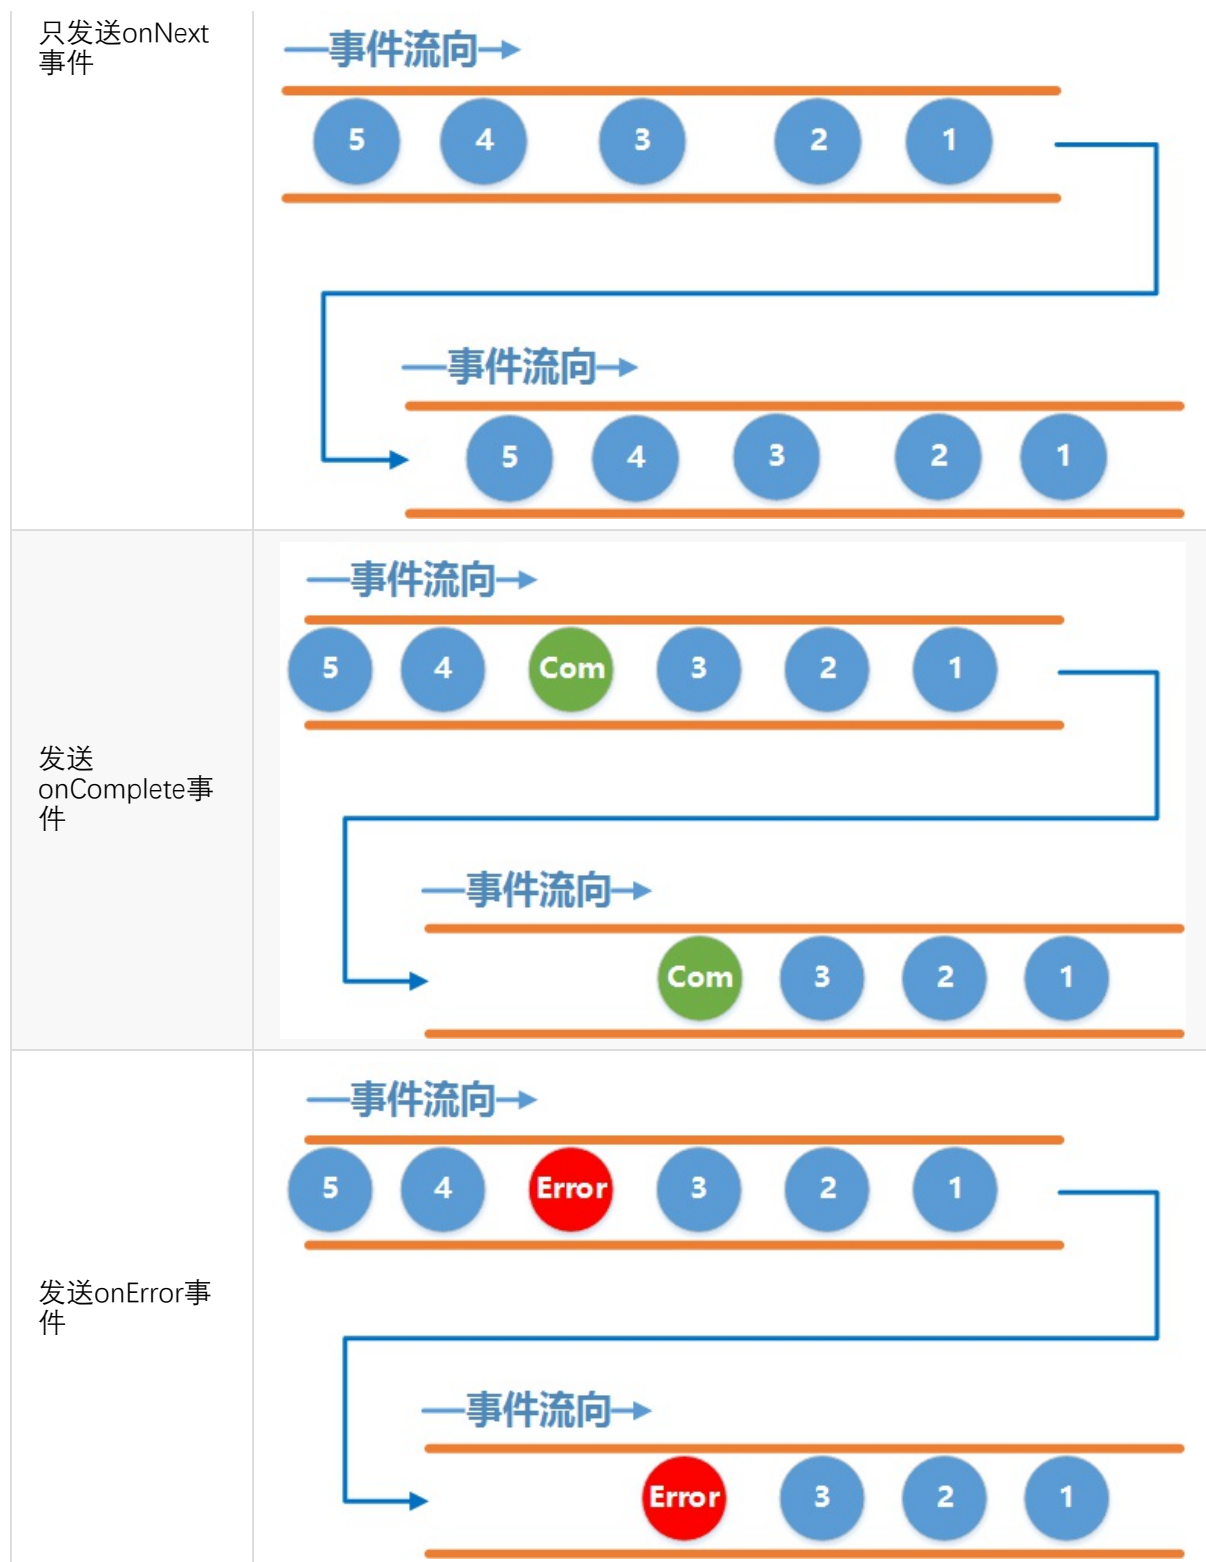 只发送onNext
事件
事件流向
5 4 3 2 1
事件流向
5 4 3 2 1
发送
onComplete事
件
事件流向
5 4 Com 3 2 1
事件流向
Com 3 2 1
发送onError事
件
事件流向
5 4 Error 3 2 1
事件流向
Error 3 2 1